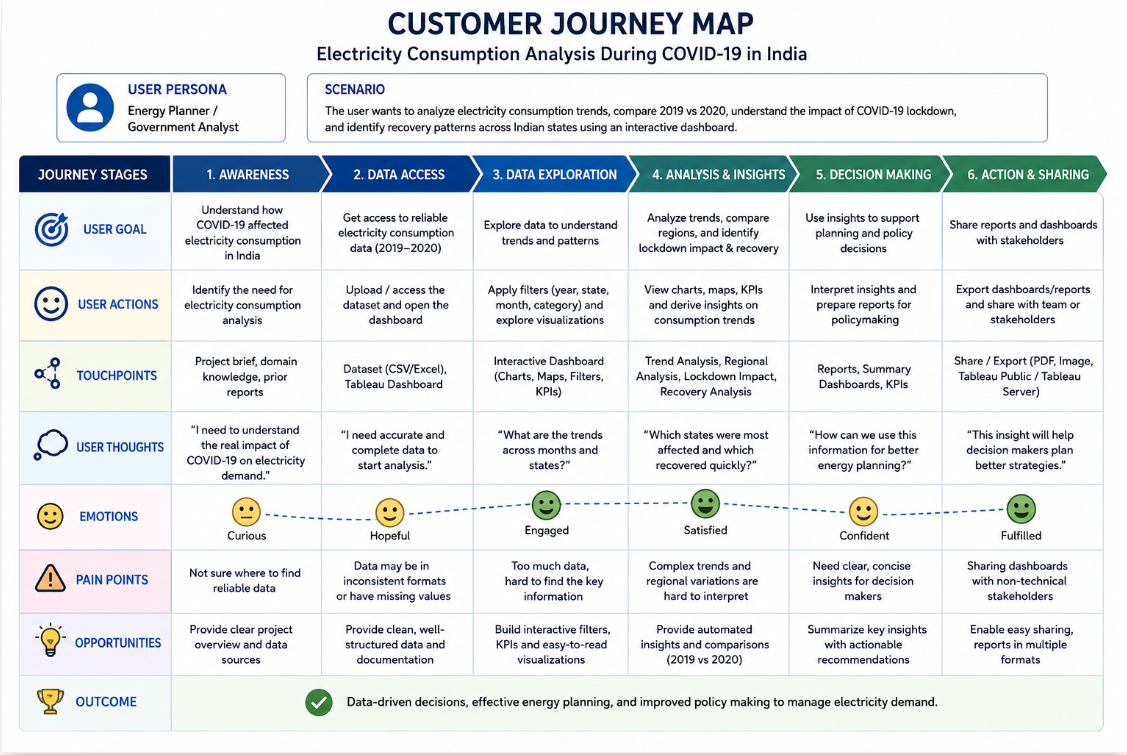 CUSTOMER JOURNEY MAP
Electricity Consumption Analysis During COVID-19 in India
USER PERSONA
Energy Planner /
Government Analyst
SCENARIO
The user wants to analyze electricity consumption trends, compare 2019 vs 2020, understand the impact of COVID-19 lockdown,
and identify recovery patterns across Indian states using an interactive dashboard.
JOURNEY STAGES
1. AWARENESS
2. DATA ACCESS
3. DATA EXPLORATION
4. ANALYSIS & INSIGHTS
5. DECISION MAKING
6. ACTION & SHARING
USER GOAL
Understand how
COVID-19 affected
electricity consumption
in India
Get access to reliable
electricity consumption
data (2019–2020)
Explore data to understand
trends and patterns
Analyze trends, compare
regions, and identify
lockdown impact & recovery
Use insights to support
planning and policy
decisions
Share reports and dashboards
with stakeholders
USER ACTIONS
Identify the need for
electricity consumption
analysis
Upload / access the
dataset and open the
dashboard
Apply filters (year, state,
month, category) and
explore visualizations
View charts, maps, KPIs
and derive insights on
consumption trends
Interpret insights and
prepare reports for
policymaking
Export dashboards/reports
and share with team or
stakeholders
TOUCHPOINTS
Project brief, domain
knowledge, prior
reports
Dataset (CSV/Excel),
Tableau Dashboard
Interactive Dashboard
(Charts, Maps, Filters,
KPIs)
Trend Analysis, Regional
Analysis, Lockdown Impact,
Recovery Analysis
Reports, Summary
Dashboards, KPIs
Share / Export (PDF, Image,
Tableau Public / Tableau
Server)
USER THOUGHTS
“I need to understand
the real impact of
COVID-19 on electricity
demand.”
“I need accurate and
complete data to
start analysis.”
“What are the trends
across months and
states?”
“Which states were most
affected and which
recovered quickly?”
“How can we use this
information for better
energy planning?”
“This insight will help
decision makers plan
better strategies.”
EMOTIONS
Curious
Hopeful
Engaged
Satisfied
Confident
Fulfilled
PAIN POINTS
Not sure where to find
reliable data
Data may be in
inconsistent formats
or have missing values
Too much data,
hard to find the key
information
Complex trends and
regional variations are
hard to interpret
Need clear, concise
insights for decision
makers
Sharing dashboards
with non-technical
stakeholders
OPPORTUNITIES
Provide clear project
overview and data
sources
Provide clean, well-
structured data and
documentation
Build interactive filters,
KPIs and easy-to-read
visualizations
Provide automated
insights and comparisons
(2019 vs 2020)
Summarize key insights
with actionable
recommendations
Enable easy sharing,
reports in multiple
formats
OUTCOME
Data-driven decisions, effective energy planning, and improved policy making to manage electricity demand.